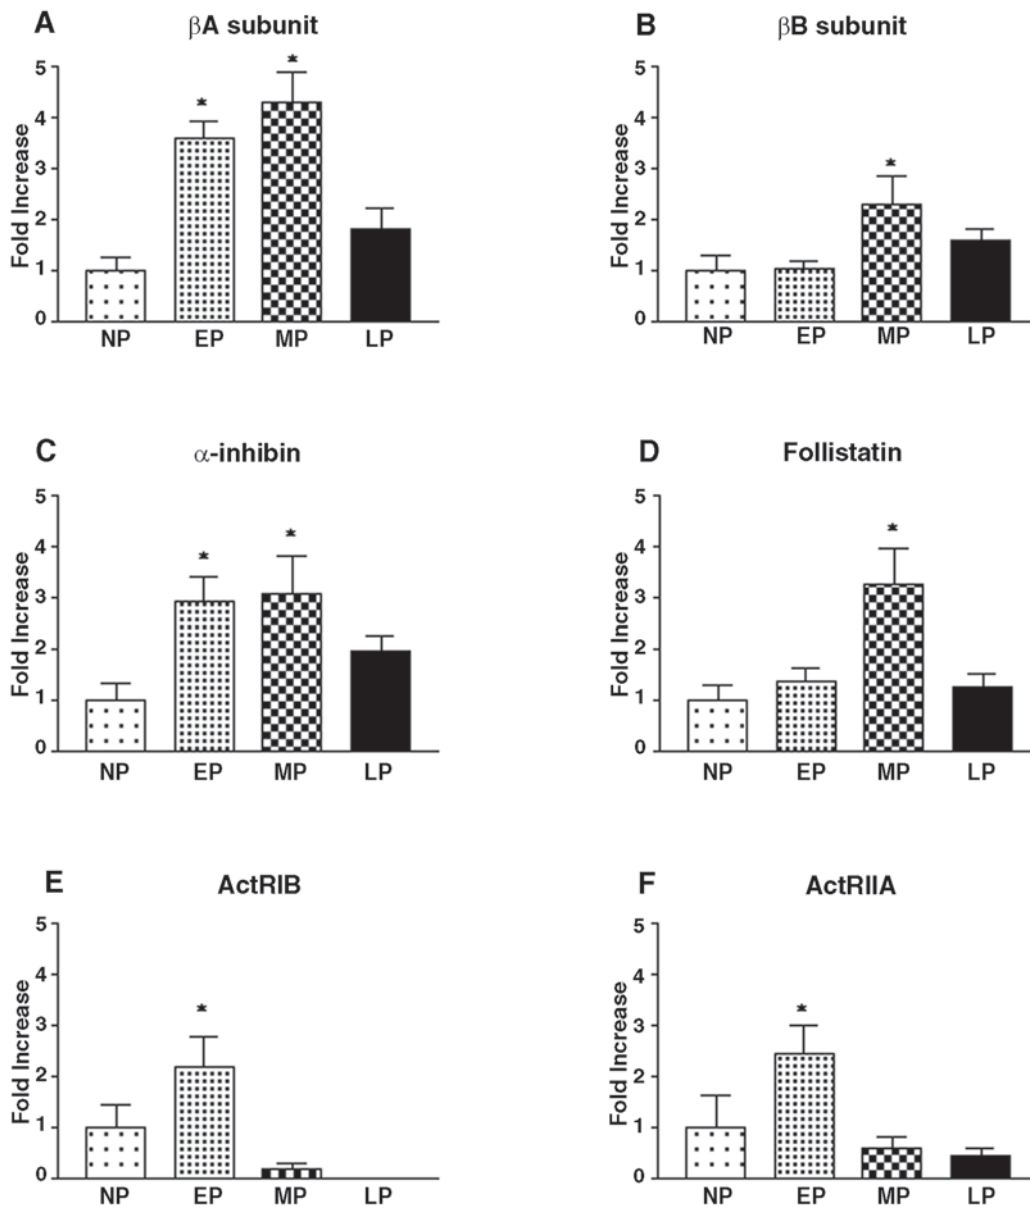 A
βA subunit
*
*
5
4
3
2
1
0
Fold Increase
NP EP MP LP
B
βB subunit
*
5
4
3
2
1
0
Fold Increase
NP EP MP LP
C
α-inhibin
*
*
5
4
3
2
1
0
Fold Increase
NP EP MP LP
D
Follistatin
*
5
4
3
2
1
0
Fold Increase
NP EP MP LP
E
ActRIB
*
5
4
3
2
1
0
Fold Increase
NP EP MP LP
F
ActRIIA
*
5
4
3
2
1
0
Fold Increase
NP EP MP LP